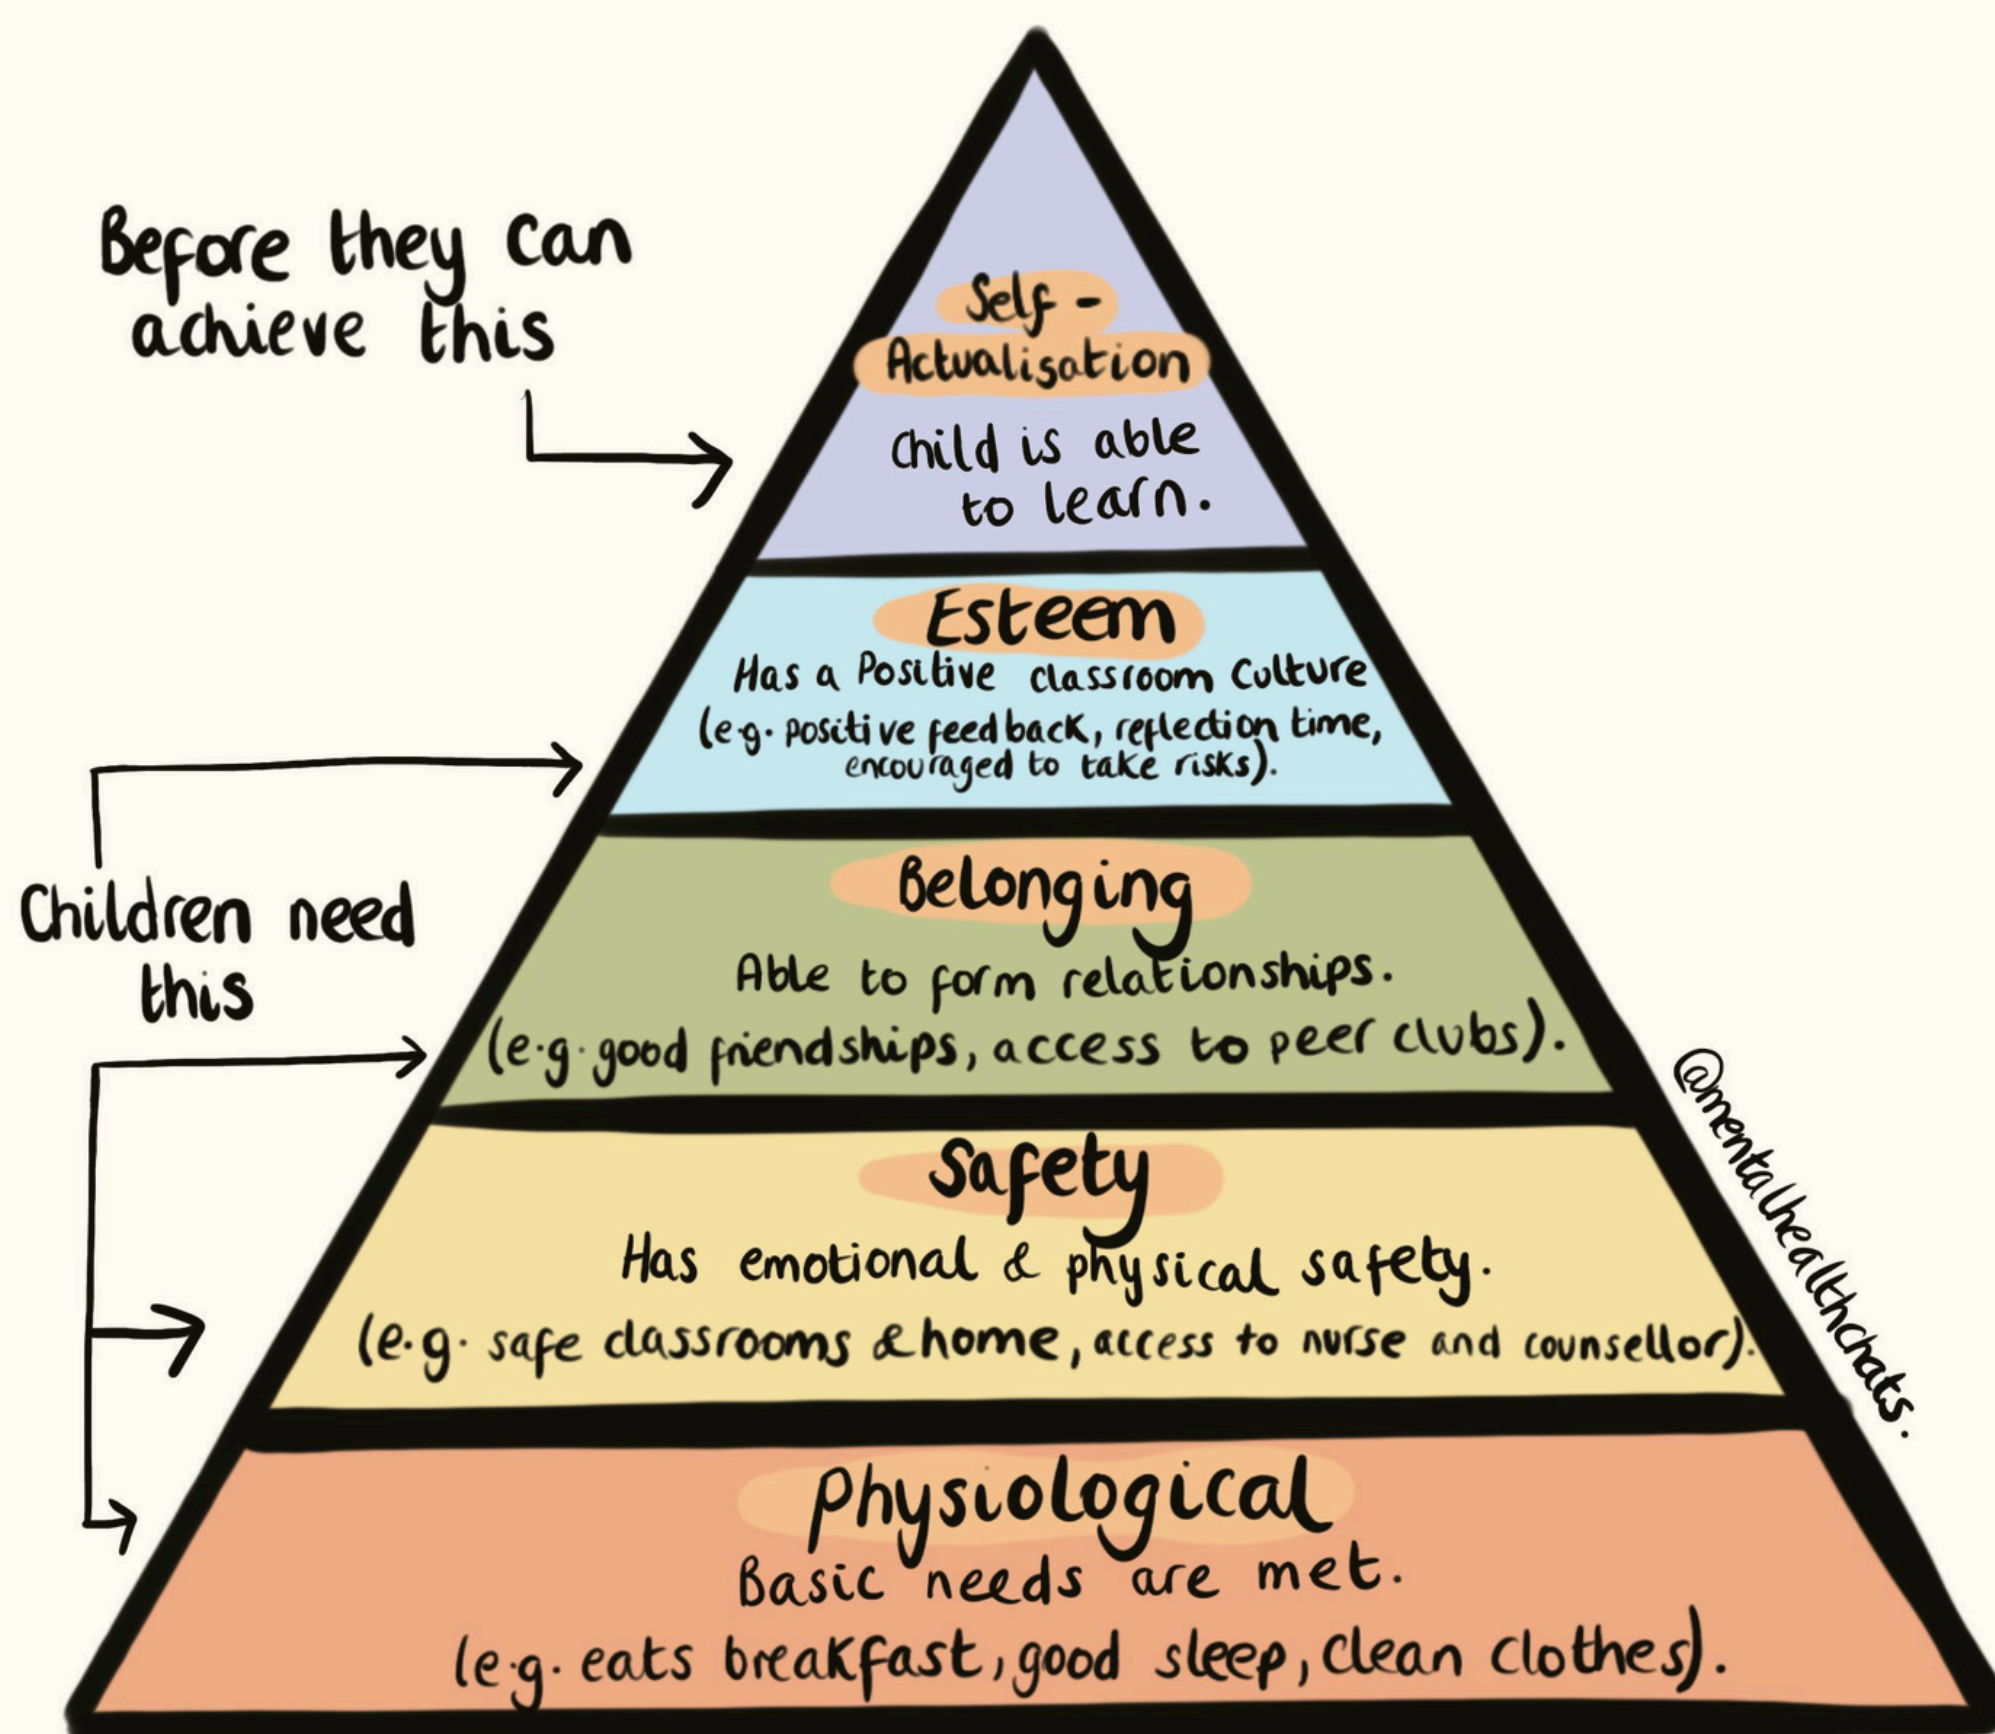 Before they can
achieve this
Self -
Actualisation
Child is able
to learn.
Esteem
Has a Positive classroom Culture
(e.g. positive feedback, reflection time,
encouraged to take risks).
Children need
this
Belonging
Able to form relationships.
(e.g. good friendships, access to peer clubs).
Safety
Has emotional & physical safety.
(e.g. safe classrooms & home, access to nurse and counsellor).
Physiological
Basic needs are met.
(e.g. eats breakfast, good sleep, clean clothes).
@mentalhealthchats.